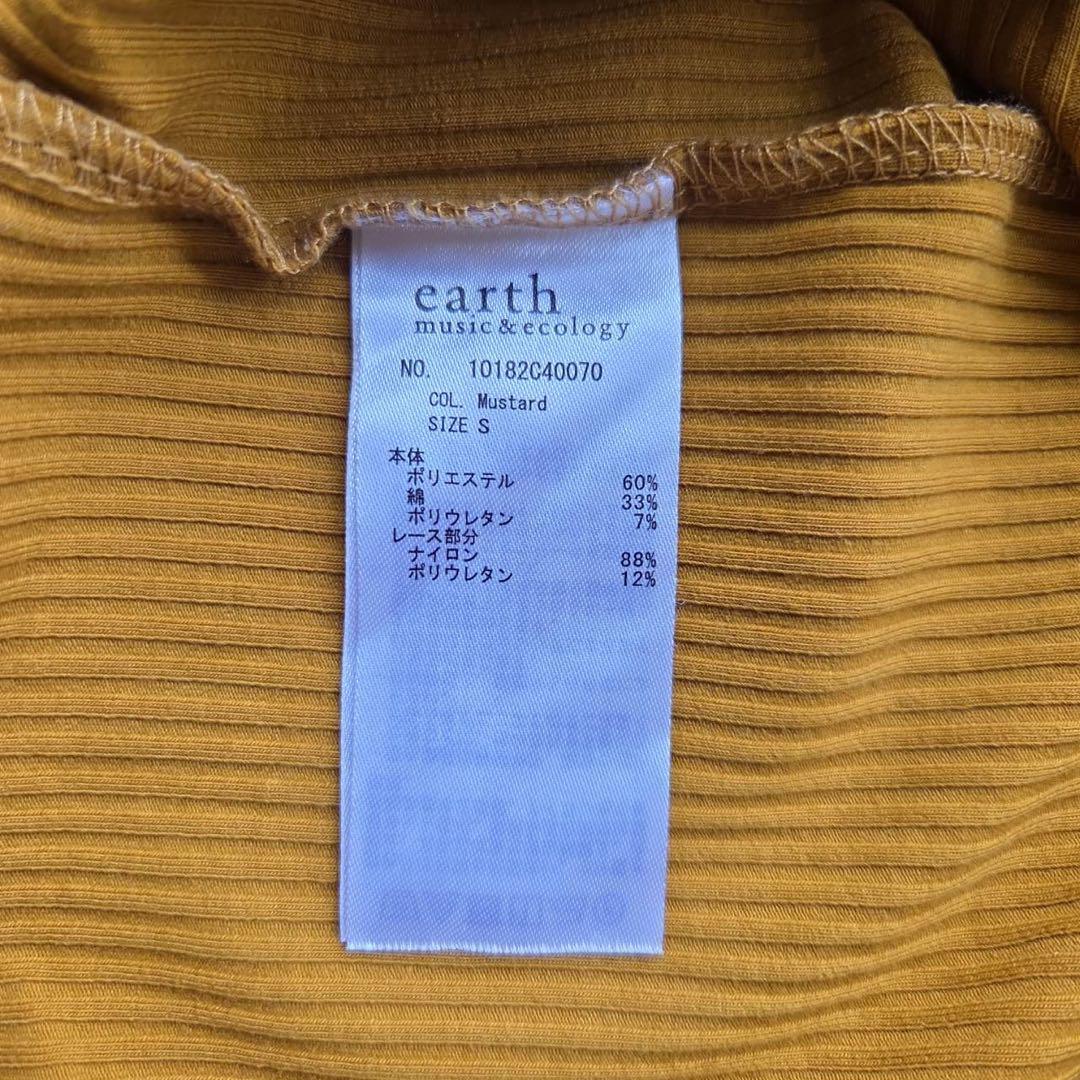 earth
music&ecology
NO. 10182C40070
COL. Mustard
SIZE S
本体
ポリエステル 60%
綿 33%
ポリウレタン 7%
レース部分
ナイロン 88%
ポリウレタン 12%